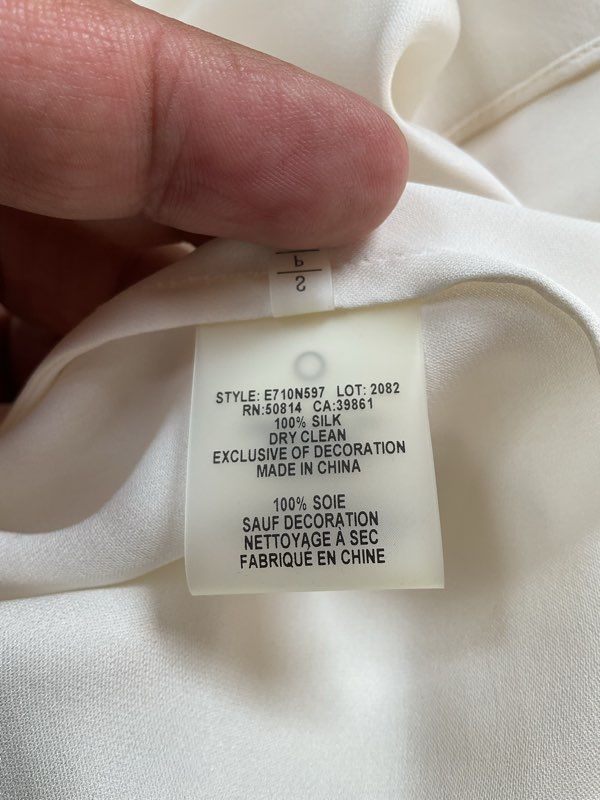 P
S
STYLE: E710N597 LOT: 2082
RN:50814 CA:39861
100% SILK
DRY CLEAN
EXCLUSIVE OF DECORATION
MADE IN CHINA
100% SOIE
SAUF DECORATION
NETTOYAGE À SEC
FABRIQUÉ EN CHINE